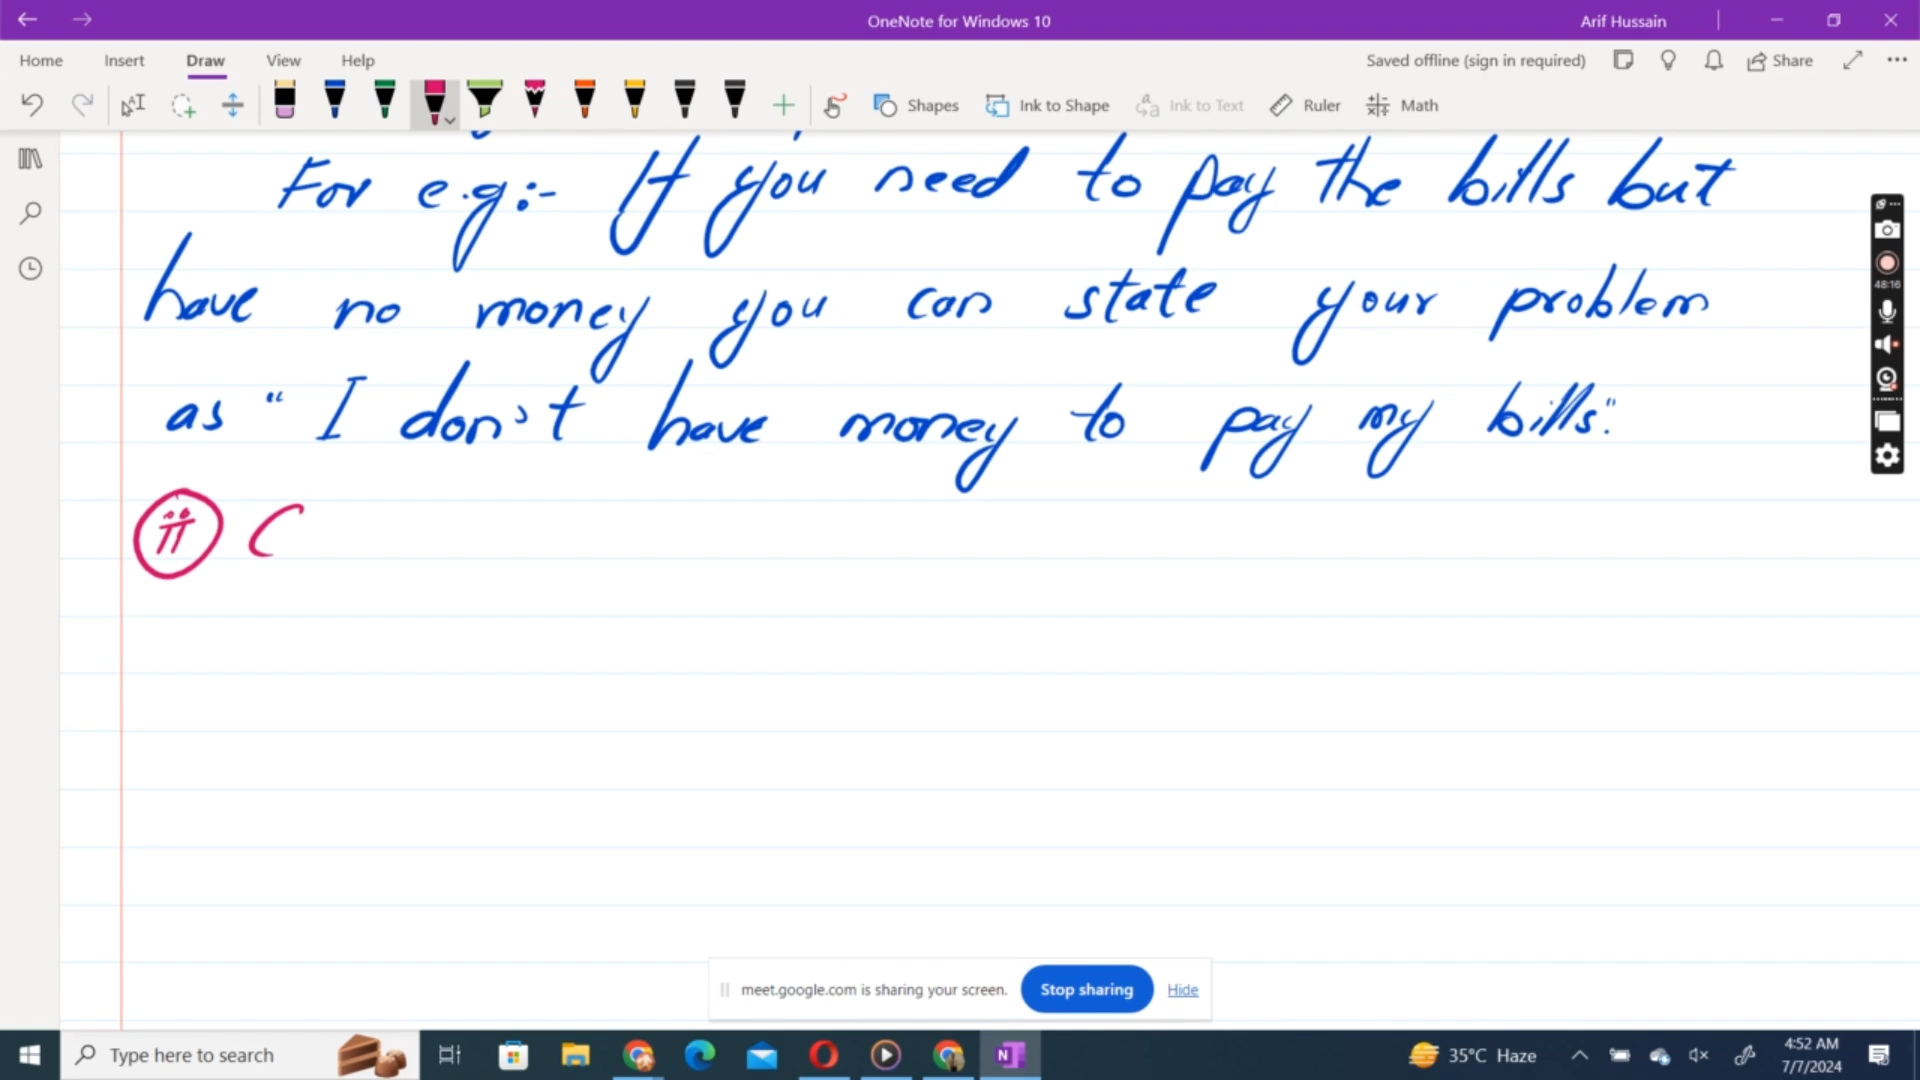 OneNote for Windows 10
Arif Hussain
Home Insert Draw View Help
Saved offline (sign in required) Share
Shapes Ink to Shape Ink to Text Ruler Math
For e.g:- If you need to pay the bills but
have no money you can state your problem
as "I don't have money to pay my bills."
ii C
48:16
meet.google.com is sharing your screen. Stop sharing Hide
Type here to search
35°C Haze
4:52 AM
7/7/2024